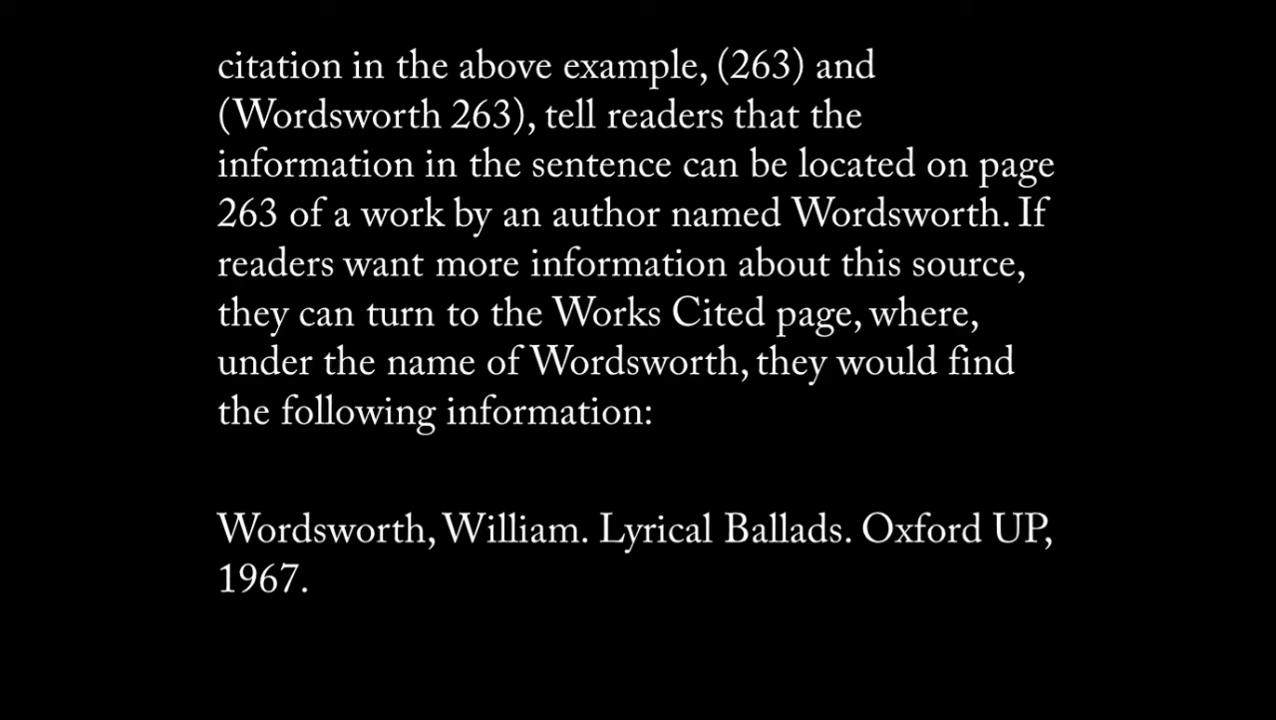 citation in the above example, (263) and
(Wordsworth 263), tell readers that the
information in the sentence can be located on page
263 of a work by an author named Wordsworth. If
readers want more information about this source,
they can turn to the Works Cited page, where,
under the name of Wordsworth, they would find
the following information:
Wordsworth, William. Lyrical Ballads. Oxford UP,
1967.